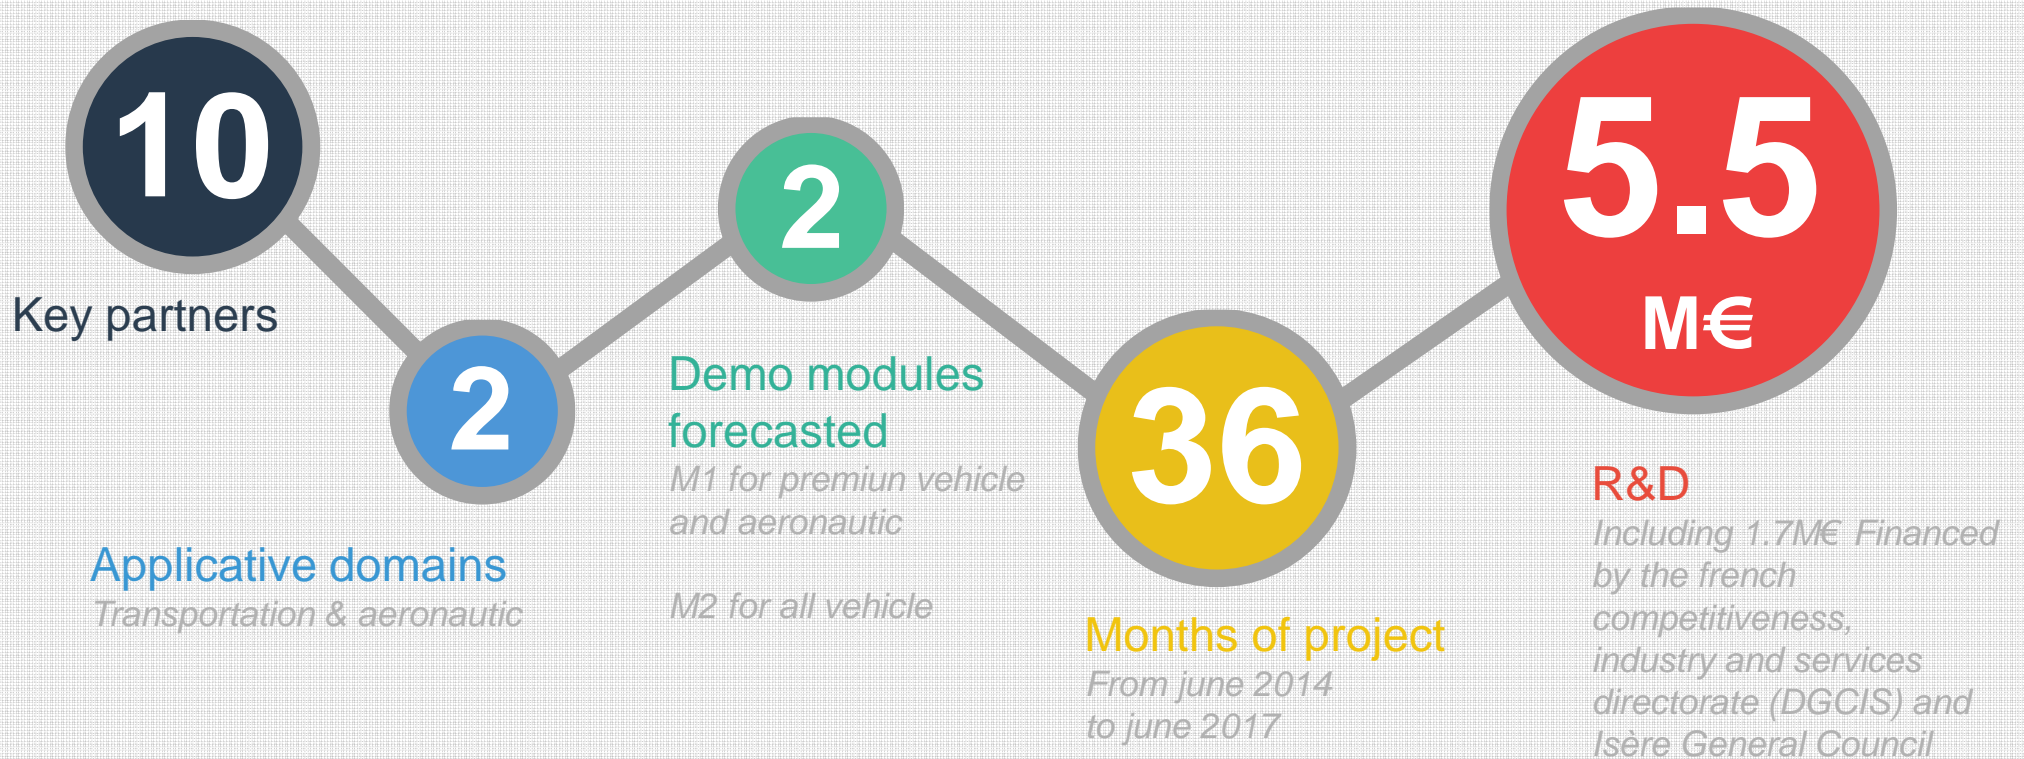 10
Key partners
2
Applicative domains
Transportation & aeronautic
2
Demo modules
forecasted
M1 for premiun vehicle
and aeronautic
M2 for all vehicle
36
Months of project
From june 2014
to june 2017
5.5
M€
R&D
Including 1.7M€ Financed
by the french
competitiveness,
industry and services
directorate (DGCIS) and
Isère General Council